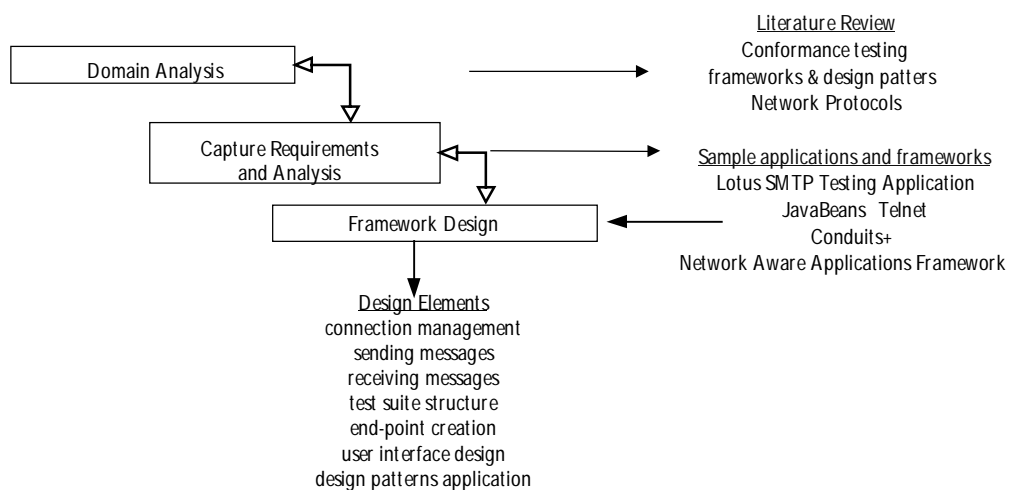 Domain Analysis
Literature Review
Conformance testing
frameworks & design patters
Network Protocols
Capture Requirements
and Analysis
Sample applications and frameworks
Lotus SMTP Testing Application
JavaBeans Telnet
Conduits+
Network Aware Applications Framework
Framework Design
Design Elements
connection management
sending messages
receiving messages
test suite structure
end-point creation
user interface design
design patterns application